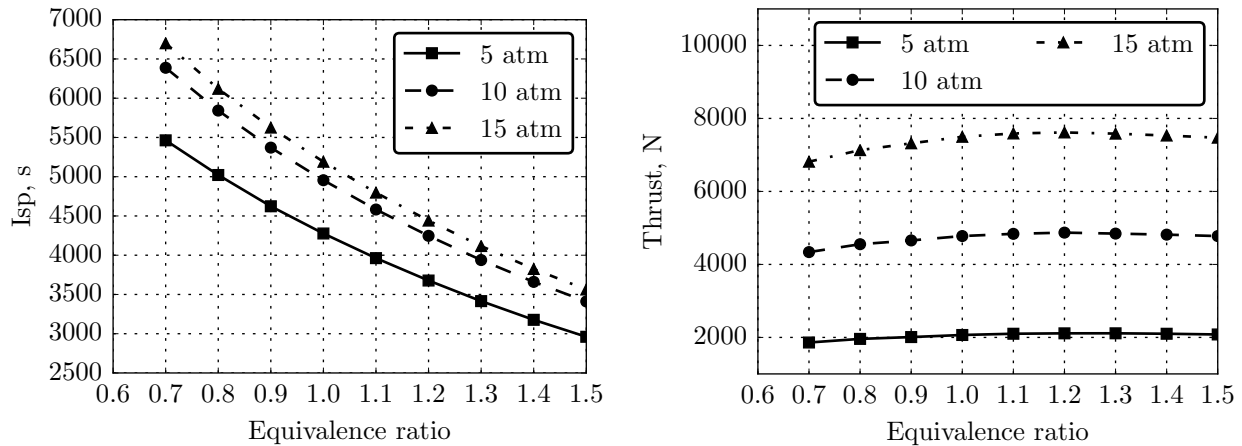 7000
6500
6000
5500
5000
4500
4000
3500
3000
2500
Isp, s
5 atm
10 atm
15 atm
0.6 0.7 0.8 0.9 1.0 1.1 1.2 1.3 1.4 1.5
Equivalence ratio
10000
8000
6000
4000
2000
Thrust, N
5 atm 15 atm
10 atm
0.6 0.7 0.8 0.9 1.0 1.1 1.2 1.3 1.4 1.5
Equivalence ratio